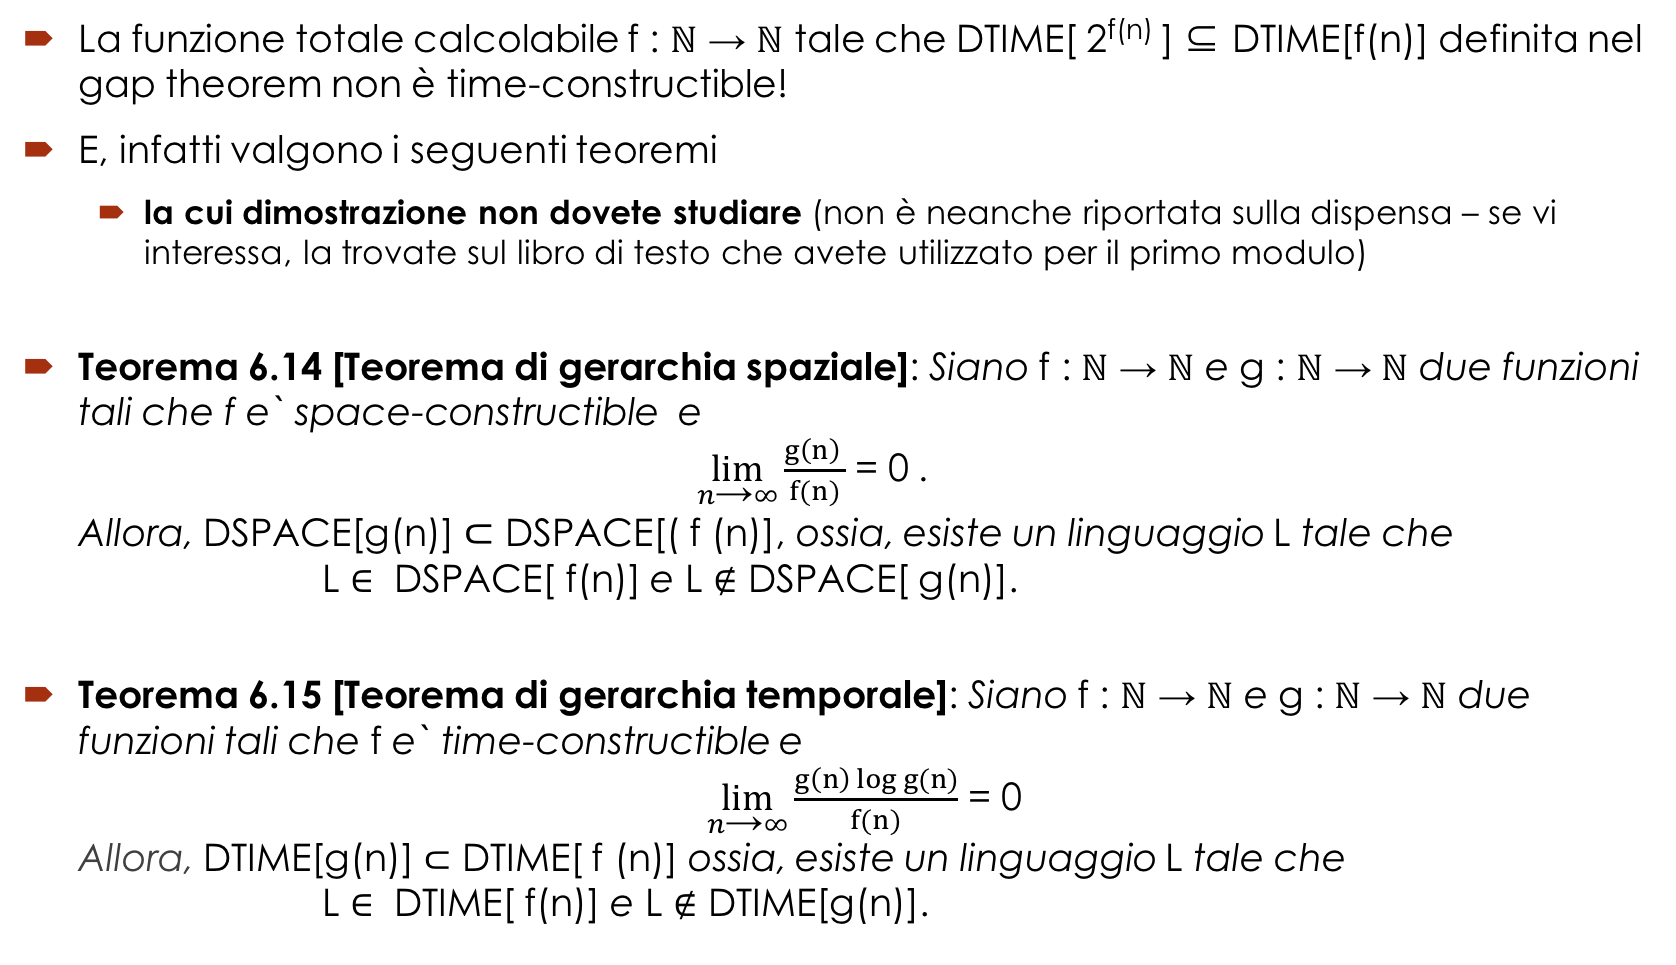 La funzione totale calcolabile f : ℕ → ℕ tale che DTIME[ 2^f(n) ] ⊆ DTIME[f(n)] definita nel
gap theorem non è time-constructible!
E, infatti valgono i seguenti teoremi
la cui dimostrazione non dovete studiare (non è neanche riportata sulla dispensa – se vi
interessa, la trovate sul libro di testo che avete utilizzato per il primo modulo)
Teorema 6.14 [Teorema di gerarchia spaziale]: Siano f : ℕ → ℕ e g : ℕ → ℕ due funzioni
tali che f e` space-constructible e
lim n→∞ g(n)/f(n) = 0 .
Allora, DSPACE[g(n)] ⊂ DSPACE[( f (n)], ossia, esiste un linguaggio L tale che
L ∈ DSPACE[ f(n)] e L ∉ DSPACE[ g(n)].
Teorema 6.15 [Teorema di gerarchia temporale]: Siano f : ℕ → ℕ e g : ℕ → ℕ due
funzioni tali che f e` time-constructible e
lim n→∞ g(n) log g(n)/f(n) = 0
Allora, DTIME[g(n)] ⊂ DTIME[ f (n)] ossia, esiste un linguaggio L tale che
L ∈ DTIME[ f(n)] e L ∉ DTIME[g(n)].